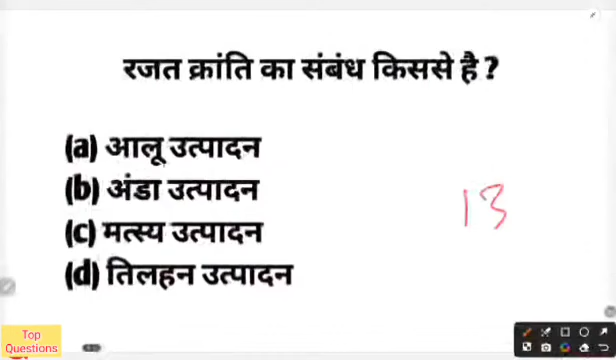 रजत क्रांति का संबंध किससे है ?
(a) आलू उत्पादन
(b) अंडा उत्पादन
(c) मत्स्य उत्पादन
(d) तिलहन उत्पादन
13
Top
Questions